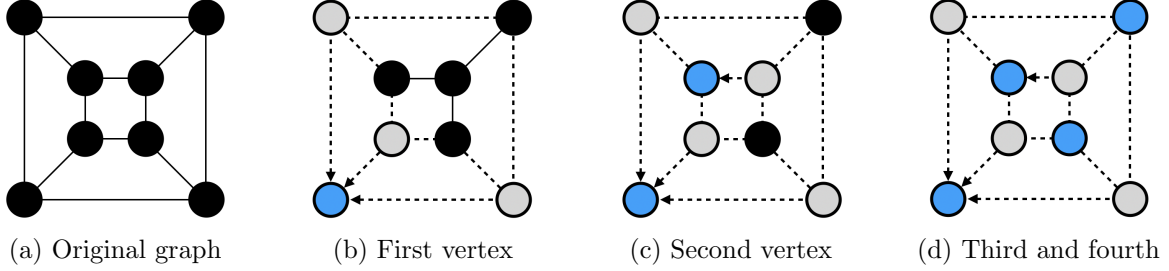 (a) Original graph
(b) First vertex
(c) Second vertex
(d) Third and fourth